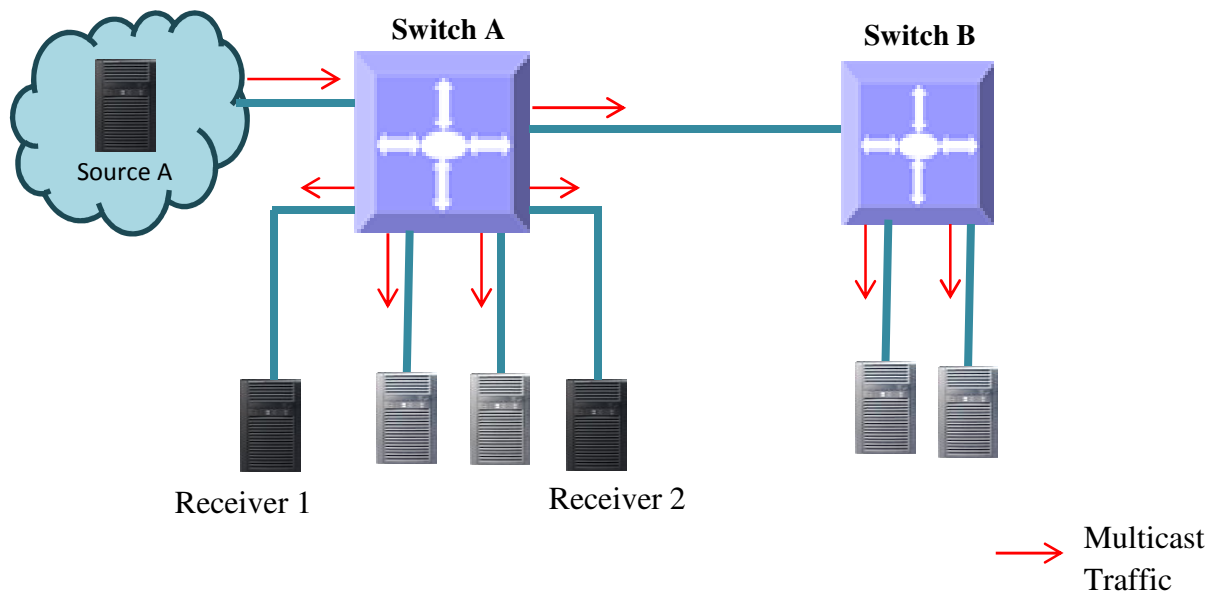 Switch A
Switch B
Source A
Receiver 1
Receiver 2
Multicast
Traffic